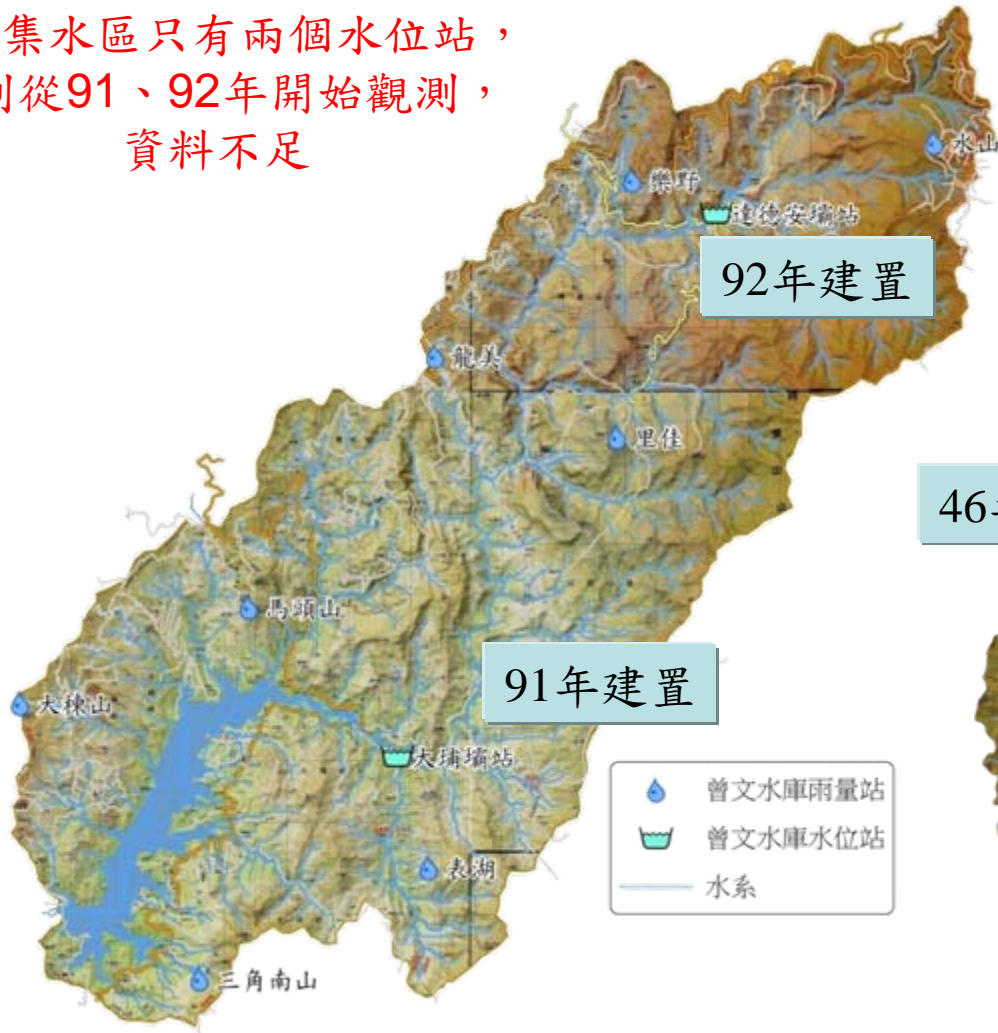 集水區只有兩個水位站，
從91、92年開始觀測，
資料不足
水山
樂野
達德安壩站
92年建置
龍美
里佳
46
馬頭山
91年建置
大棟山
大埔壩站
曾文水庫雨量站
曾文水庫水位站
水系
表湖
三角南山